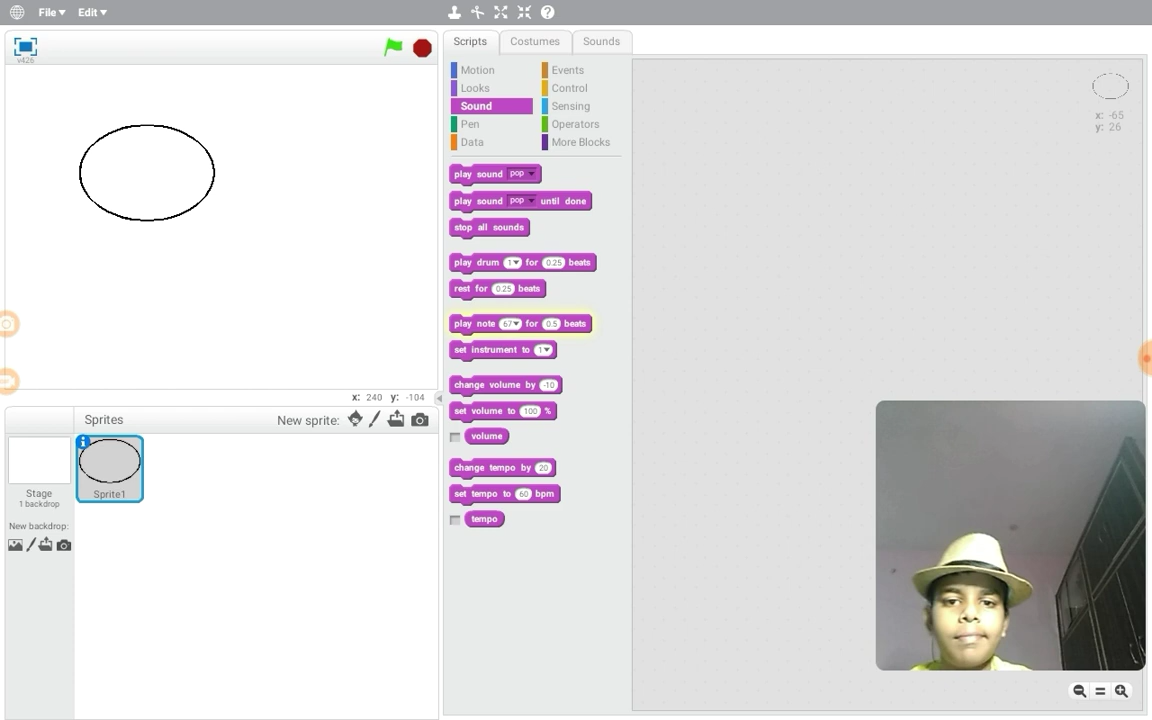 File Edit
v426
Scripts Costumes Sounds
Motion Events
Looks Control
Sound Sensing
Pen Operators
Data More Blocks
play sound pop
play sound pop until done
stop all sounds
play drum 1 for 0.25 beats
rest for 0.25 beats
play note 67 for 0.5 beats
set instrument to 1
change volume by -10
set volume to 100 %
volume
change tempo by 20
set tempo to 60 bpm
tempo
x: -65
y: 26
x: 240 y: -104
Sprites New sprite:
Stage
1 backdrop
New backdrop:
Sprite1